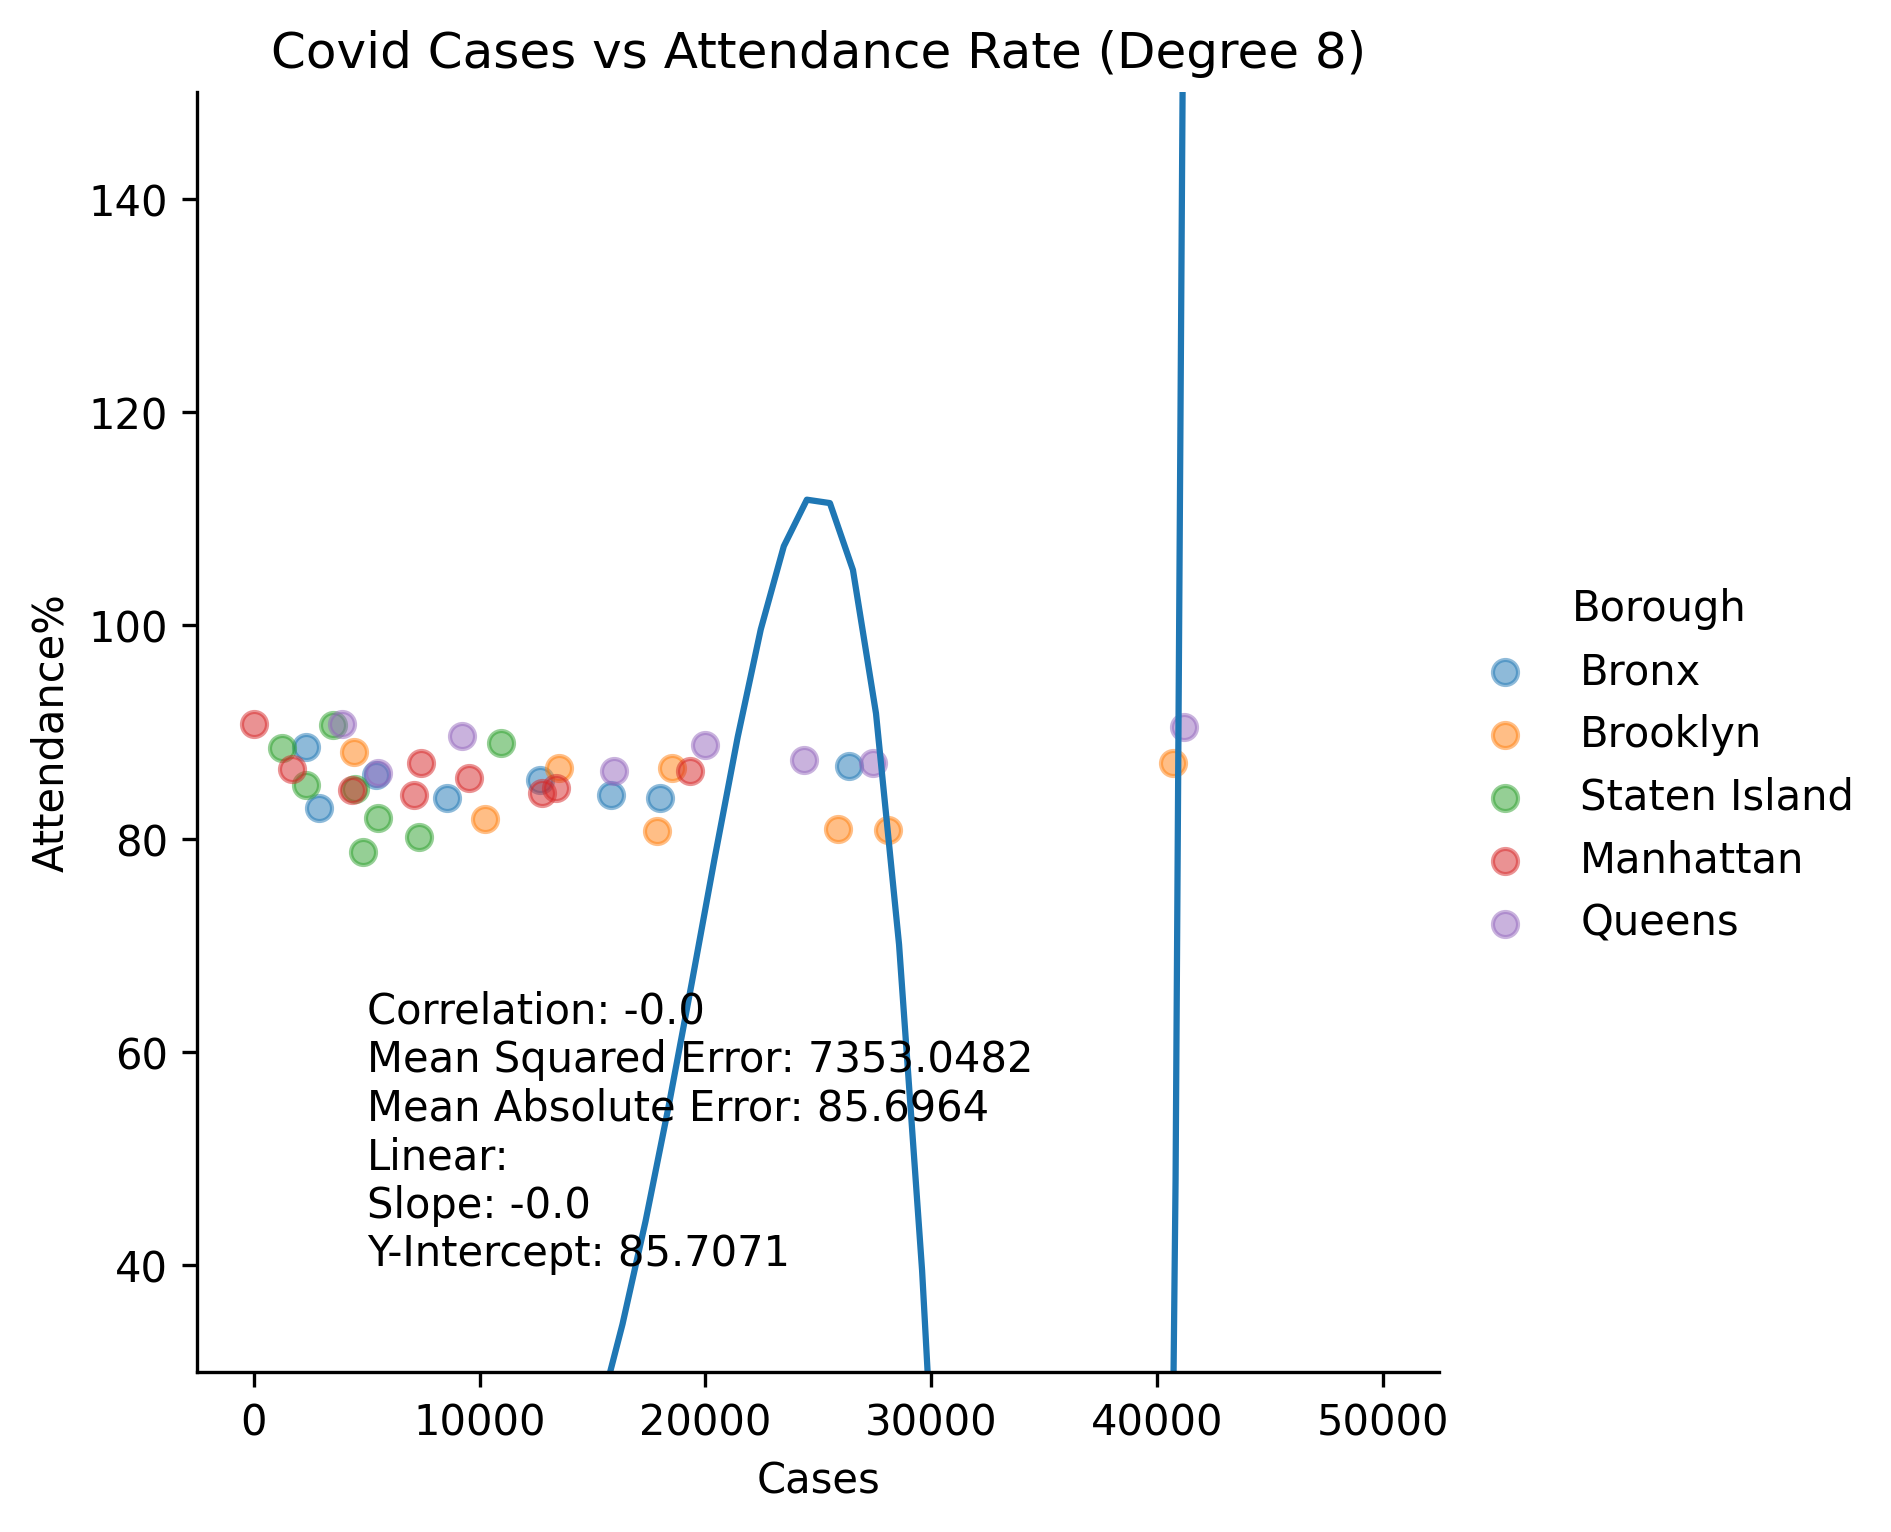 Covid Cases vs Attendance Rate (Degree 8)
140
120
100
80
60
40
Attendance%
Correlation: -0.0
Mean Squared Error: 7353.0482
Mean Absolute Error: 85.6964
Linear:
Slope: -0.0
Y-Intercept: 85.7071
0 10000 20000 30000 40000 50000
Cases
Borough
Bronx
Brooklyn
Staten Island
Manhattan
Queens